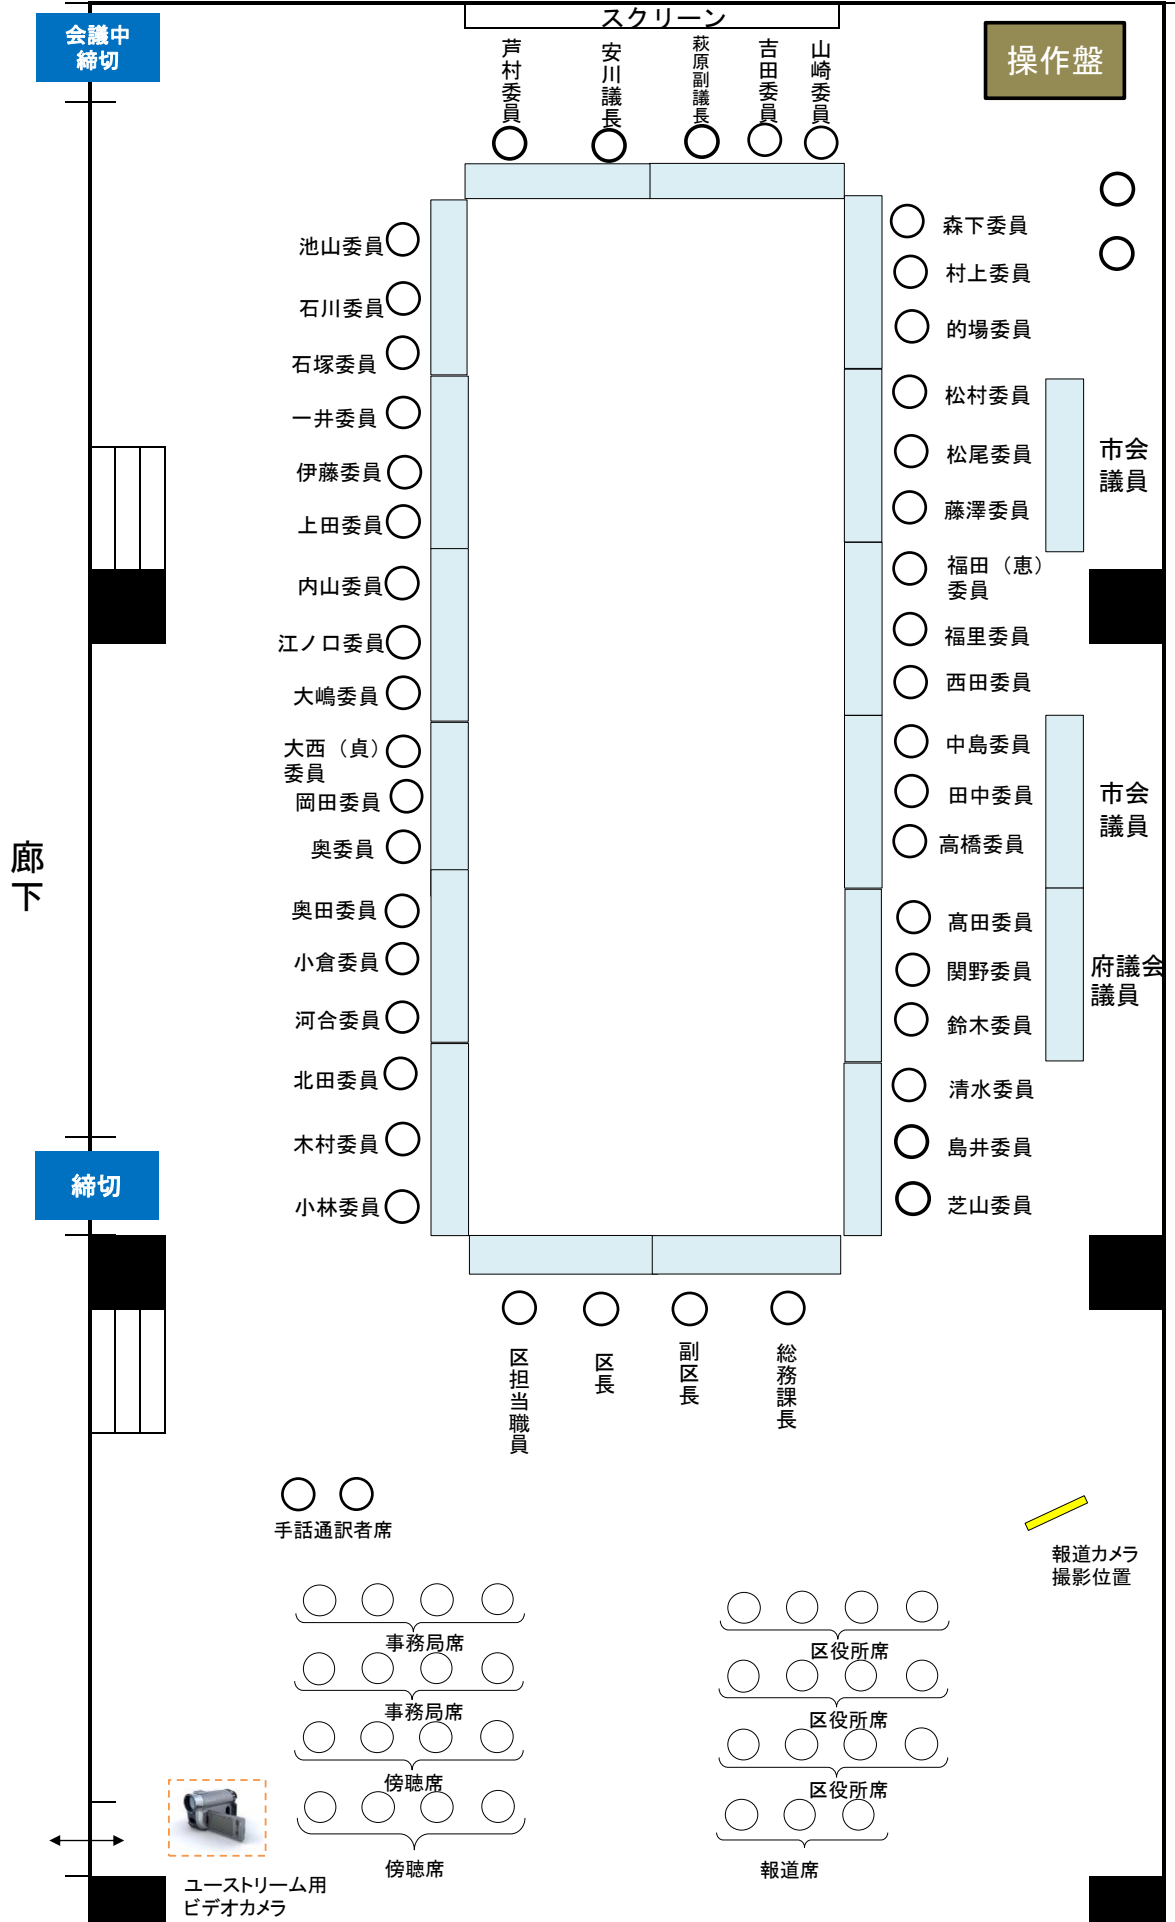 スクリーン
会議中
締切
操作盤
芦村委員
安川議長
萩原副議長
吉田委員
山崎委員
池山委員
石川委員
石塚委員
一井委員
伊藤委員
上田委員
内山委員
江ノ口委員
大嶋委員
大西（貞）
委員
岡田委員
奥委員
奥田委員
小倉委員
河合委員
北田委員
木村委員
小林委員
森下委員
村上委員
的場委員
松村委員
松尾委員
藤澤委員
福田（恵）
委員
福里委員
西田委員
中島委員
田中委員
高橋委員
髙田委員
関野委員
鈴木委員
清水委員
島井委員
芝山委員
市会
議員
市会
議員
府議会
議員
廊下
締切
区担当職員
区長
副区長
総務課長
手話通訳者席
報道カメラ
撮影位置
事務局席
事務局席
傍聴席
傍聴席
区役所席
区役所席
区役所席
報道席
ユーストリーム用
ビデオカメラ